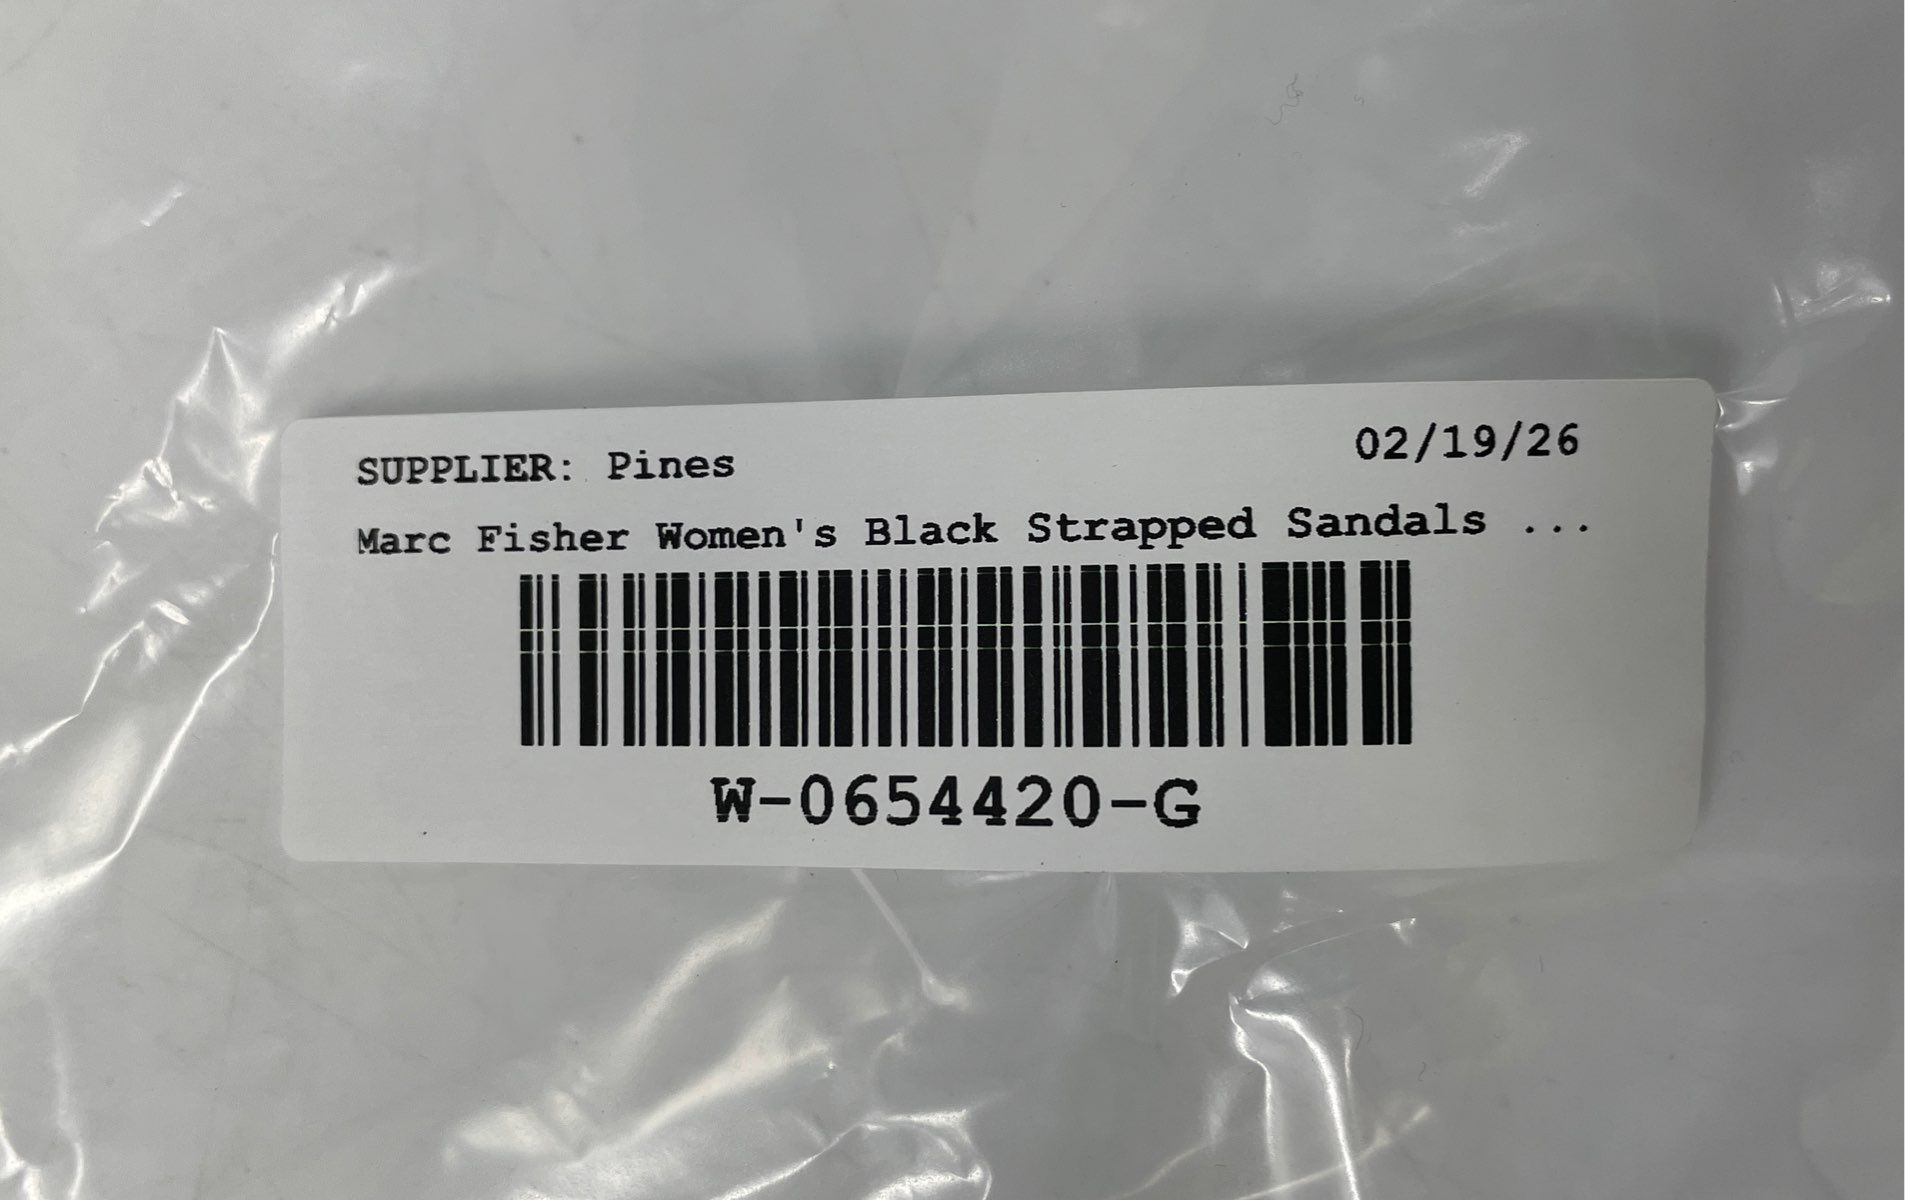 SUPPLIER: Pines
02/19/26
Marc Fisher Women's Black Strapped Sandals ...
W-0654420-G